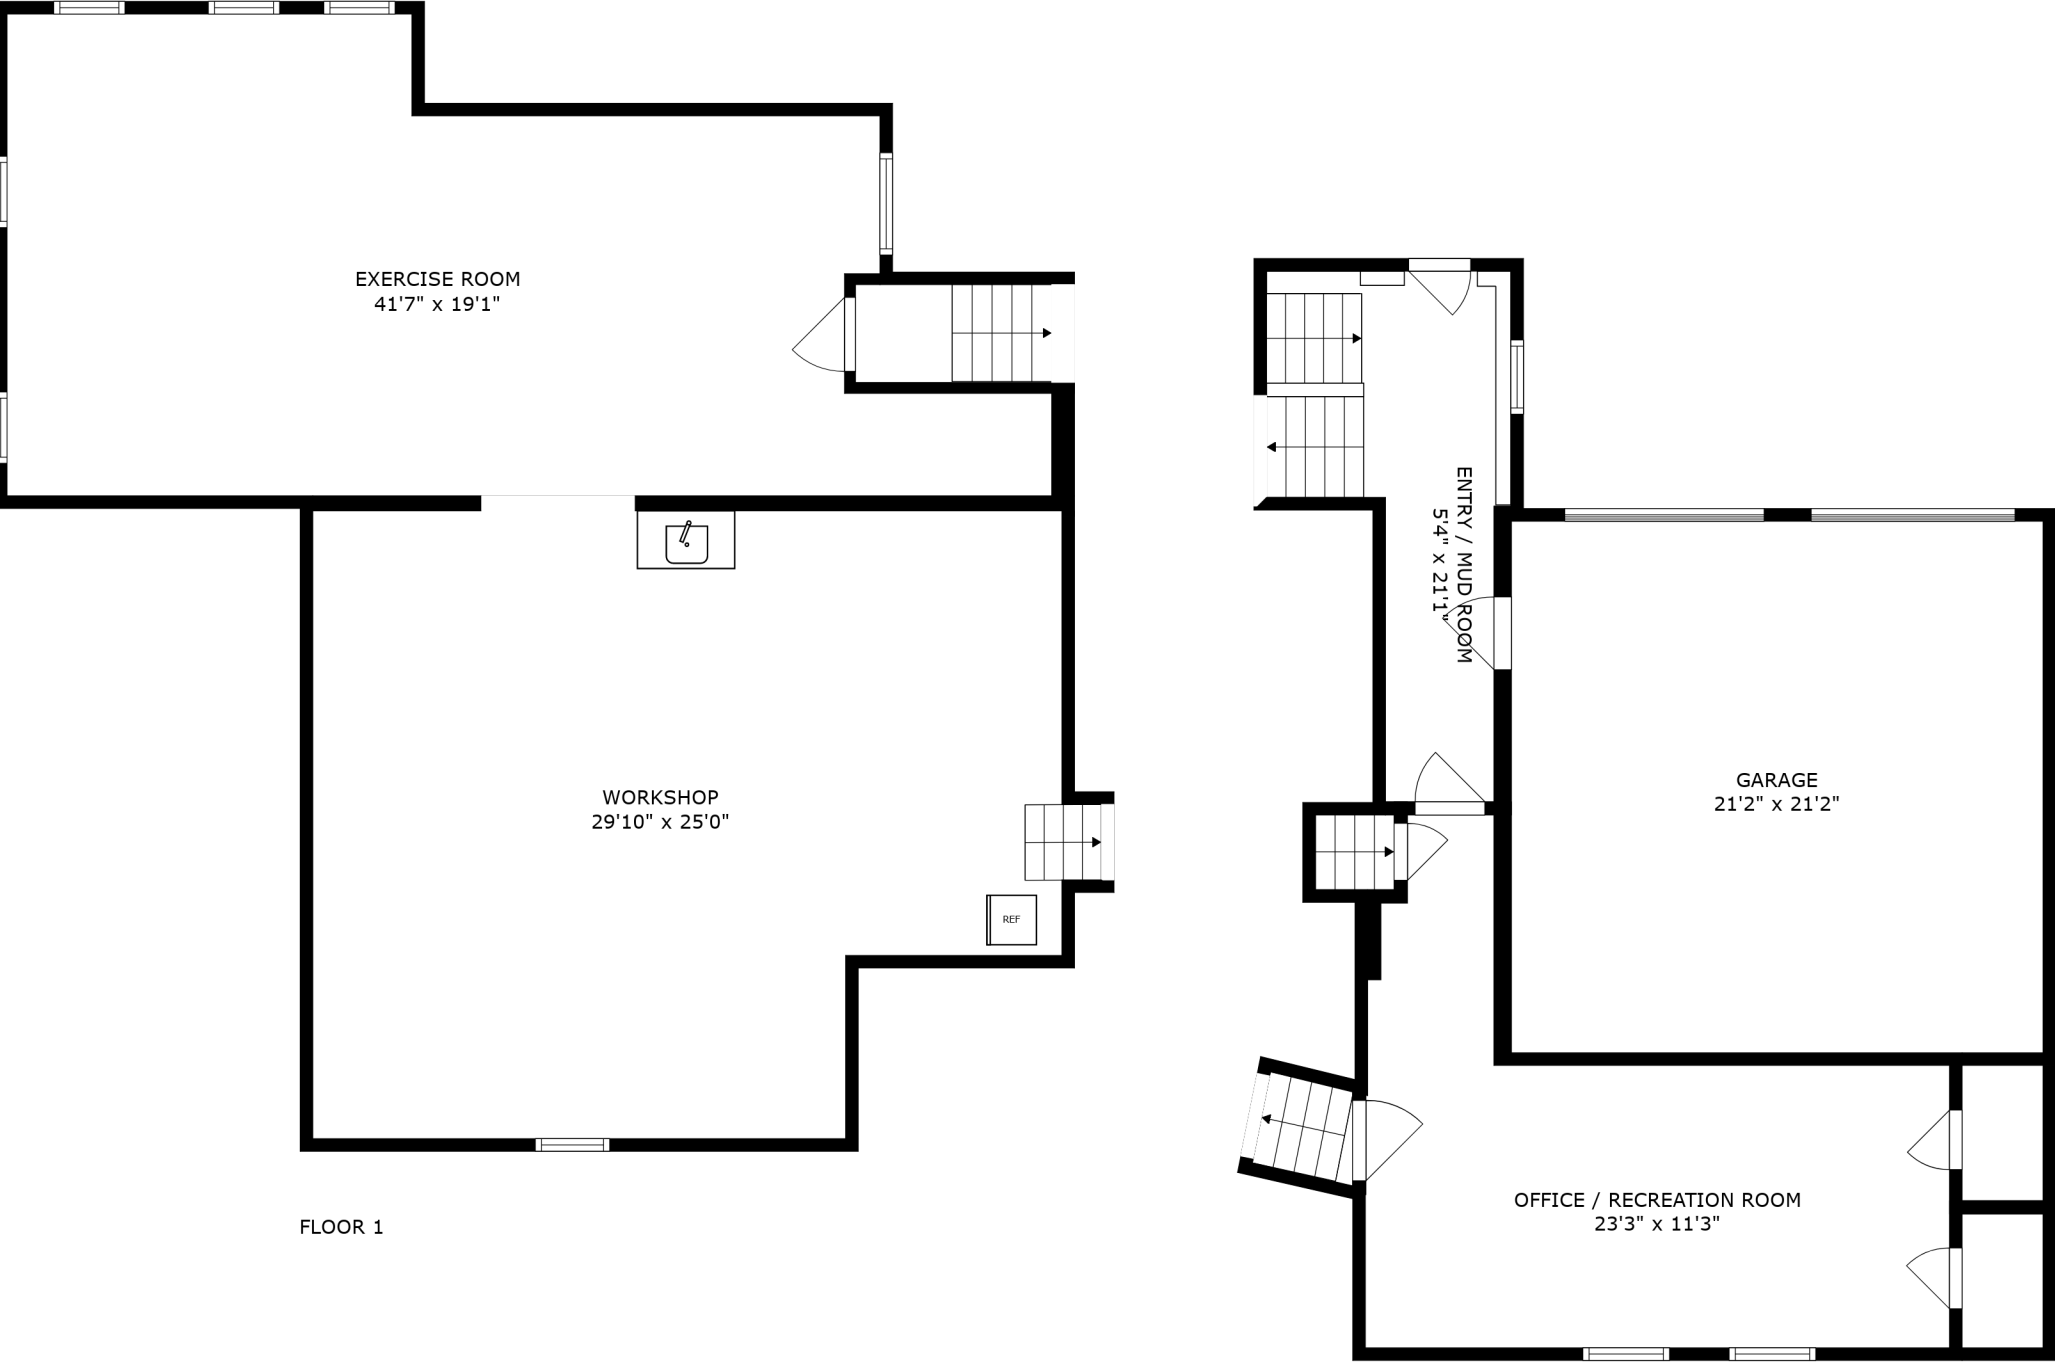 EXERCISE ROOM
41'7" x 19'1"
ENTRY / MUD ROOM
5'4" x 21'1"
WORKSHOP
29'10" x 25'0"
GARAGE
21'2" x 21'2"
REF
OFFICE / RECREATION ROOM
23'3" x 11'3"
FLOOR 1